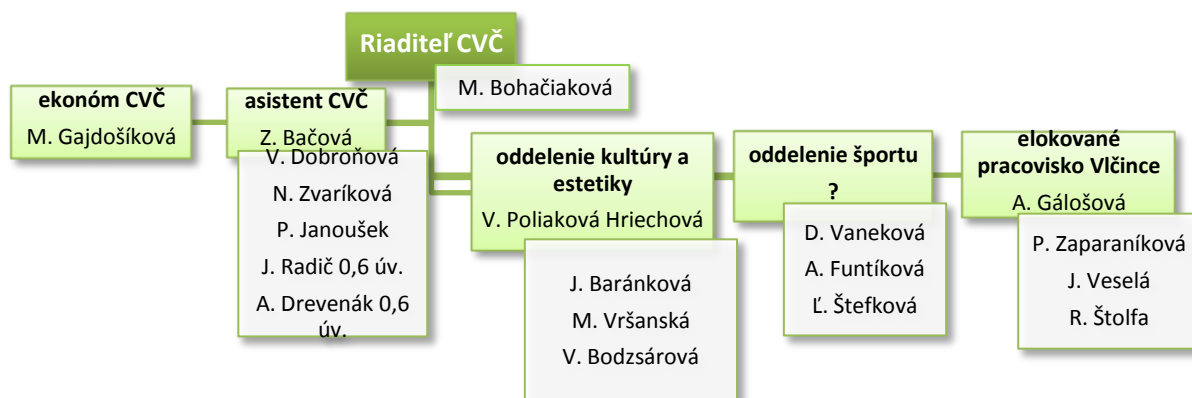 Riaditeľ CVČ
M. Bohačiaková
ekonóm CVČ
M. Gajdošíková
asistent CVČ
Z. Bačová
V. Dobroňová
N. Zvaríková
P. Janoušek
J. Radič 0,6 úv.
A. Drevenák 0,6
úv.
oddelenie kultúry a
estetiky
V. Poliaková Hriechová
J. Baránková
M. Vršanská
V. Bodzsárová
oddelenie športu
?
D. Vaneková
A. Funtíková
Ľ. Štefková
elokované
pracovisko Vlčince
A. Gálošová
P. Zaparaníková
J. Veselá
R. Štolfa